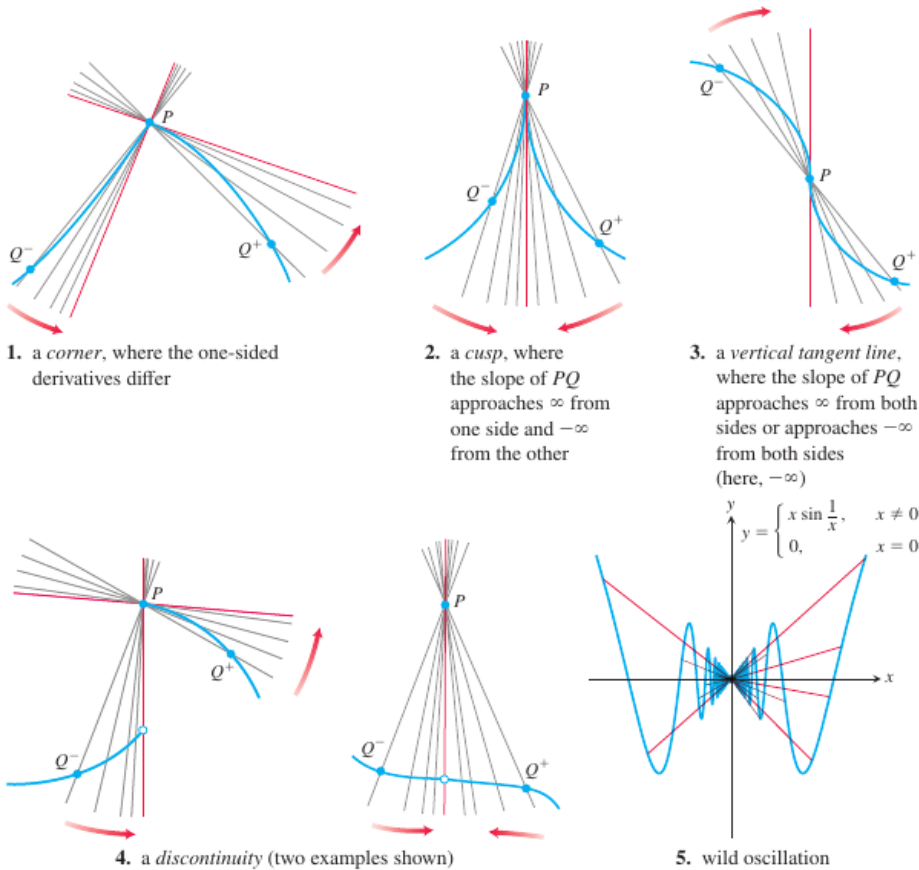 P
Q⁻
Q⁺
1. a corner, where the one-sided
derivatives differ
P
Q⁻
Q⁺
2. a cusp, where
the slope of PQ
approaches ∞ from
one side and −∞
from the other
Q⁻
P
Q⁺
3. a vertical tangent line,
where the slope of PQ
approaches ∞ from both
sides or approaches −∞
from both sides
(here, −∞)
P
Q⁺
Q⁻
P
Q⁻
Q⁺
4. a discontinuity (two examples shown)
y
y = { x sin 1/x, x ≠ 0
0, x = 0
x
5. wild oscillation